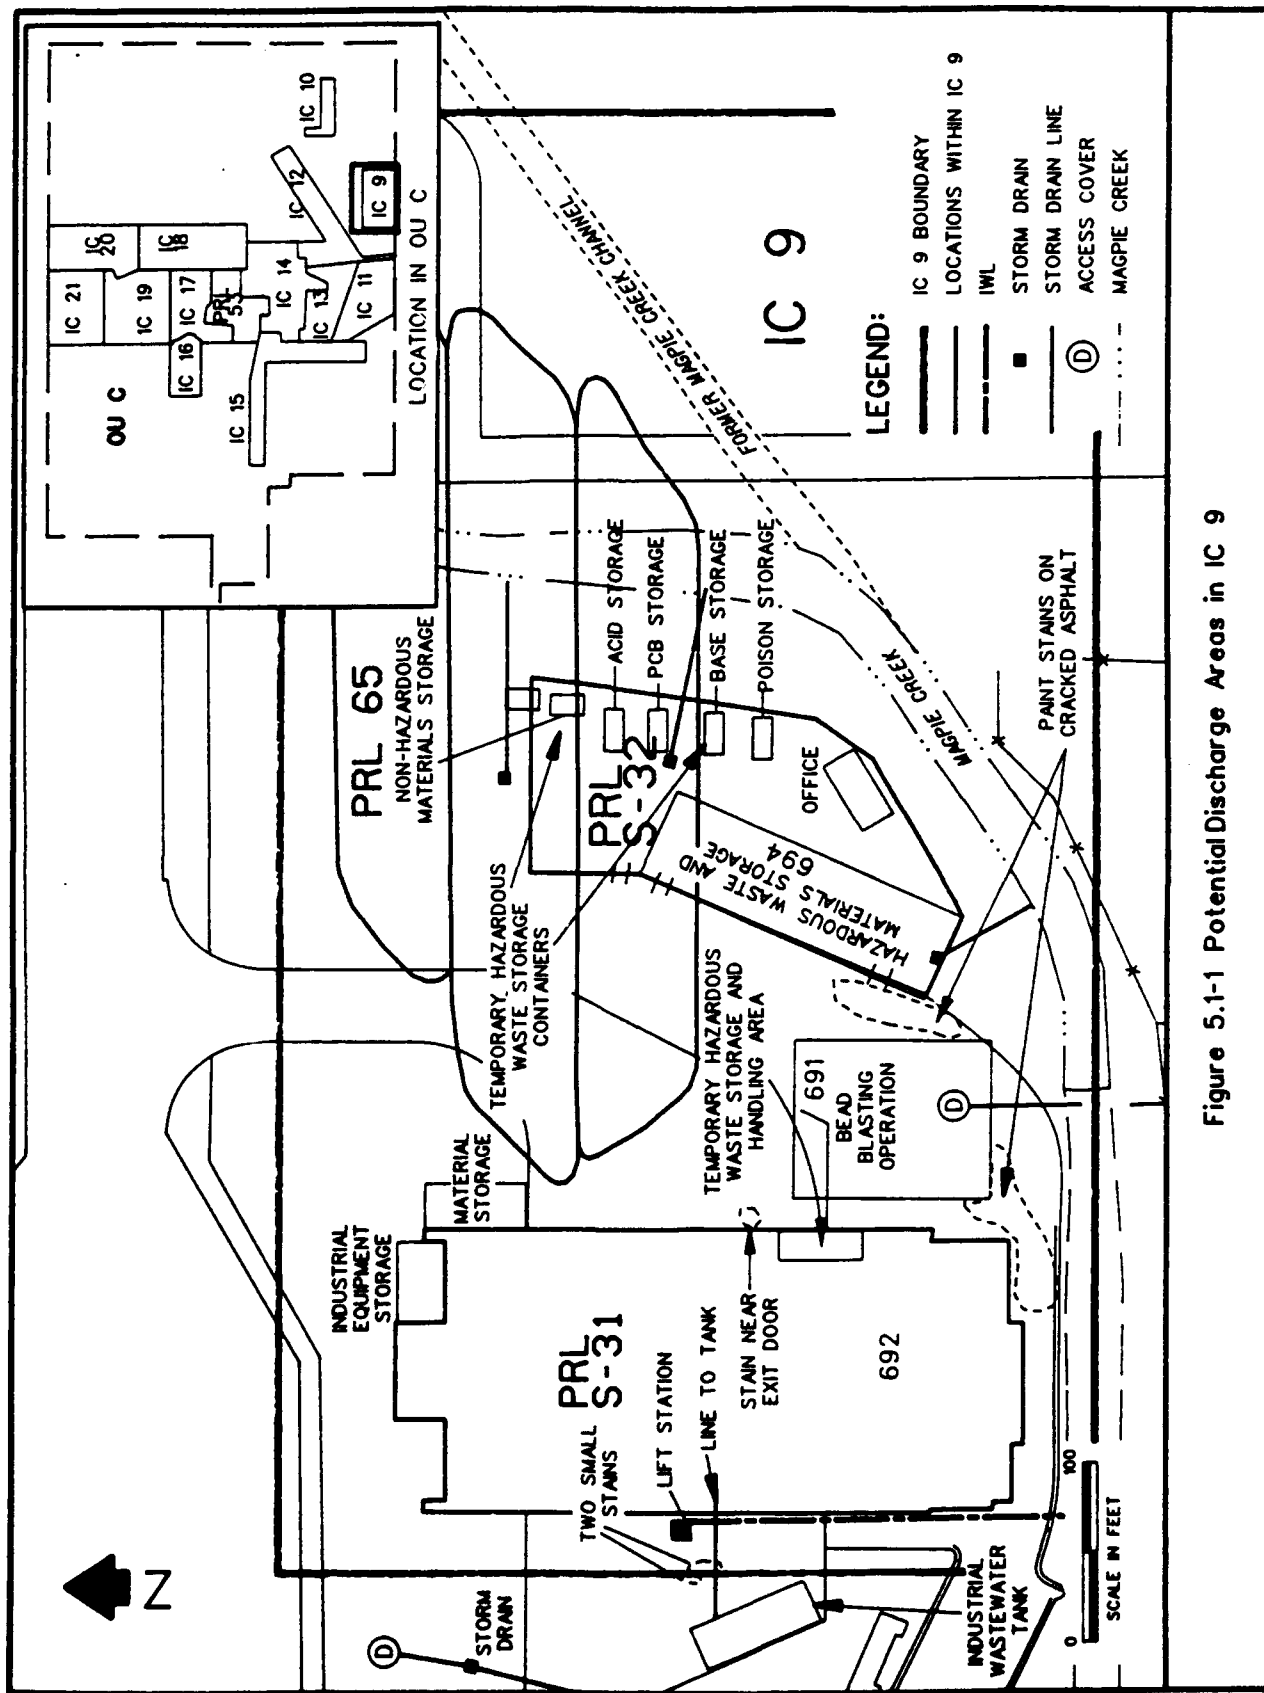 N
OU C
IC 21
IC 20
IC 19
IC 18
IC 17
PRL 53
IC 16
IC 15
IC 14
IC 13
IC 12
IC 11
IC 10
IC 9
LOCATION IN OU C
IC 9
FORMER MAGPIE CREEK CHANNEL
MAGPIE CREEK
PRL 65
NON-HAZARDOUS
MATERIALS STORAGE
ACID STORAGE
PCB STORAGE
BASE STORAGE
POISON STORAGE
PRL
S-32
OFFICE
HAZARDOUS WASTE AND
MATERIALS STORAGE
694
TEMPORARY HAZARDOUS
WASTE STORAGE
CONTAINERS
TEMPORARY HAZARDOUS
WASTE STORAGE AND
HANDLING AREA
691
BEAD
BLASTING
OPERATION
D
PAINT STAINS ON
CRACKED ASPHALT
INDUSTRIAL
EQUIPMENT
STORAGE
MATERIAL
STORAGE
PRL
S-31
692
TWO SMALL
STAINS
LIFT STATION
LINE TO TANK
STAIN NEAR
EXIT DOOR
D
STORM
DRAIN
INDUSTRIAL
WASTEWATER
TANK
0
100
SCALE IN FEET
LEGEND:
IC 9 BOUNDARY
LOCATIONS WITHIN IC 9
IWL
STORM DRAIN
STORM DRAIN LINE
D
ACCESS COVER
MAGPIE CREEK
Figure 5.1-1 Potential Discharge Areas in IC 9